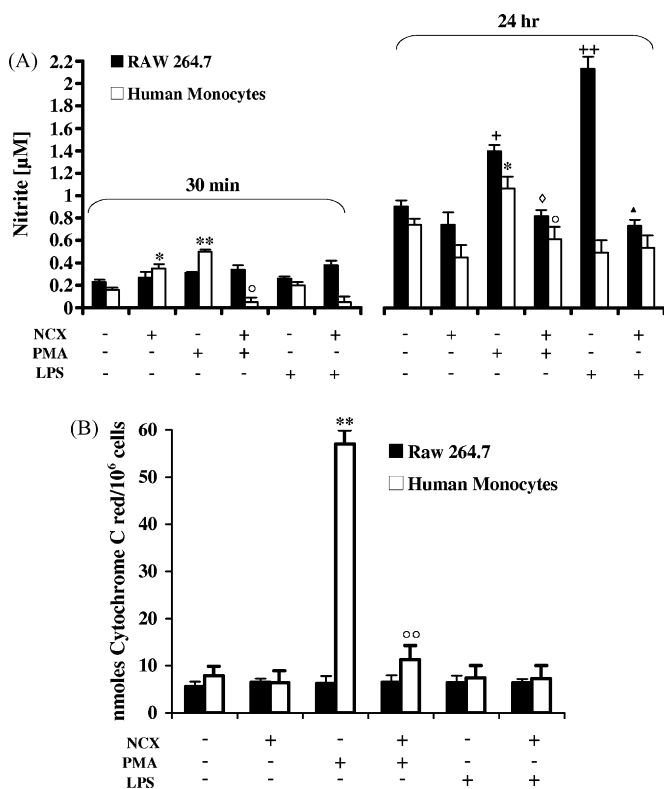 24 hr
(A)
2.2
2
1.8
1.6
1.4
1.2
1
0.8
0.6
0.4
0.2
0
Nitrite [µM]
RAW 264.7
Human Monocytes
30 min
* ** ○
+ * ◊ ○ ++ ▲
NCX - + - + - + - + - + - +
PMA - - + + - - - - + + - -
LPS - - - - + + - - - - + +
(B)
60
50
40
30
20
10
0
nmoles Cytochrome C red/10⁶ cells
**
Raw 264.7
Human Monocytes
○○
NCX - + - + - +
PMA - - + + - -
LPS - - - - + +